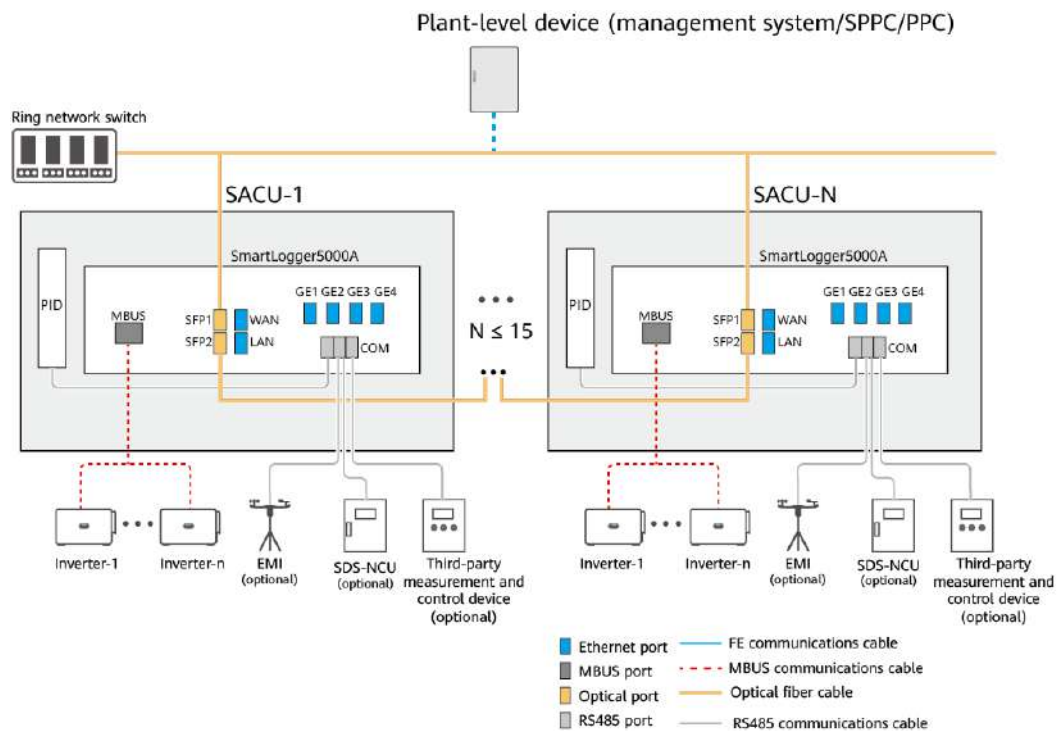 Plant-level device (management system/SPPC/PPC)
Ring network switch
SACU-1
SmartLogger5000A
PID
MBUS
SFP1
SFP2
WAN
LAN
GE1 GE2 GE3 GE4
COM
N ≤ 15
SACU-N
SmartLogger5000A
PID
MBUS
SFP1
SFP2
WAN
LAN
GE1 GE2 GE3 GE4
COM
Inverter-1
Inverter-n
EMI
(optional)
SDS-NCU
(optional)
Third-party
measurement and
control device
(optional)
Inverter-1
Inverter-n
EMI
(optional)
SDS-NCU
(optional)
Third-party
measurement and
control device
(optional)
Ethernet port
MBUS port
Optical port
RS485 port
FE communications cable
MBUS communications cable
Optical fiber cable
RS485 communications cable